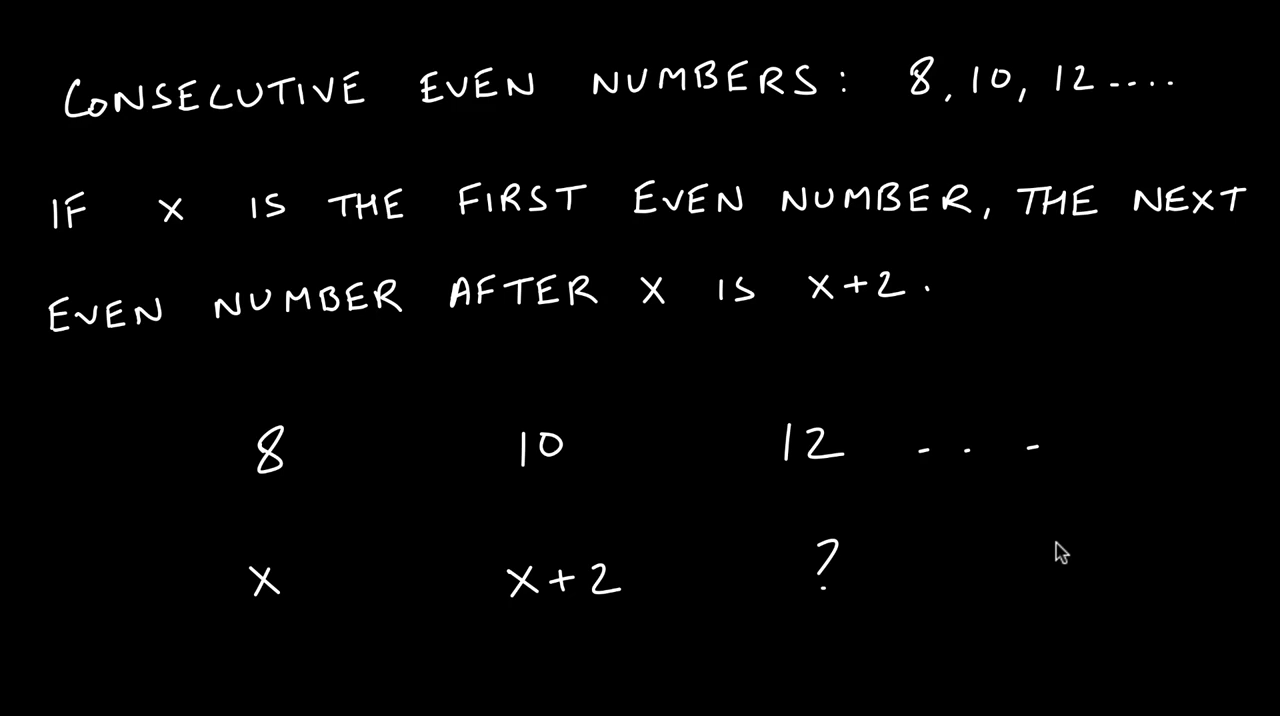 CONSECUTIVE EVEN NUMBERS: 8, 10, 12....
IF X IS THE FIRST EVEN NUMBER, THE NEXT
EVEN NUMBER AFTER X IS X+2.
8 10 12 ...
X X+2 ?